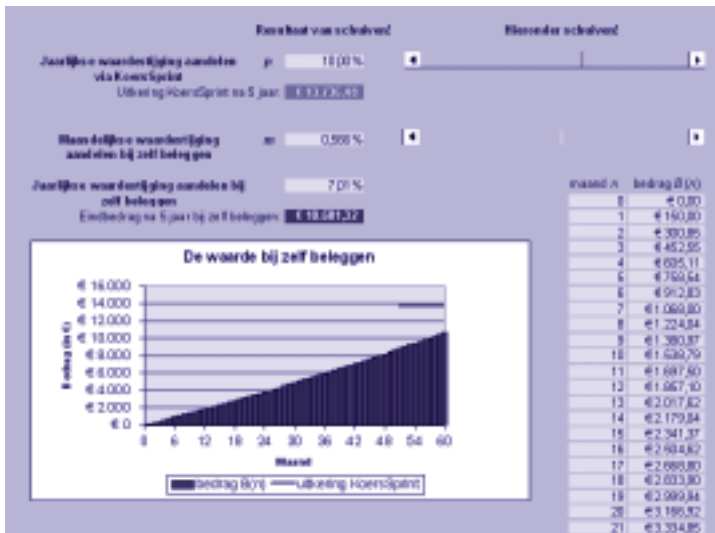 Resultaat van schuiven! Hieronder schuiven!
Jaarlijkse waardestijging aandelen via KoersSprint p 10,00%
Uitkering KoersSprint na 5 jaar:
Maandelijkse waardestijging aandelen bij zelf beleggen m 0,566%
Jaarlijkse waardestijging aandelen bij zelf beleggen 7,01%
Eindbedrag na 5 jaar bij zelf beleggen:
maand n bedrag B(n)
0 € 0,00
1 € 150,00
2 € 300,85
3 € 452,55
4 € 605,11
5 € 758,54
6 € 912,83
7 € 1.068,00
8 € 1.224,04
9 € 1.380,97
10 € 1.538,79
11 € 1.697,50
12 € 1.857,10
13 € 2.017,62
14 € 2.179,04
15 € 2.341,37
16 € 2.504,62
17 € 2.668,80
18 € 2.833,90
19 € 2.999,94
20 € 3.166,92
21 € 3.334,85
De waarde bij zelf beleggen
Bedrag (in €)
€ 16.000
€ 14.000
€ 12.000
€ 10.000
€ 8.000
€ 6.000
€ 4.000
€ 2.000
€ 0
0 6 12 18 24 30 36 42 48 54 60
Maand
bedrag B(n) uitkering KoersSprint